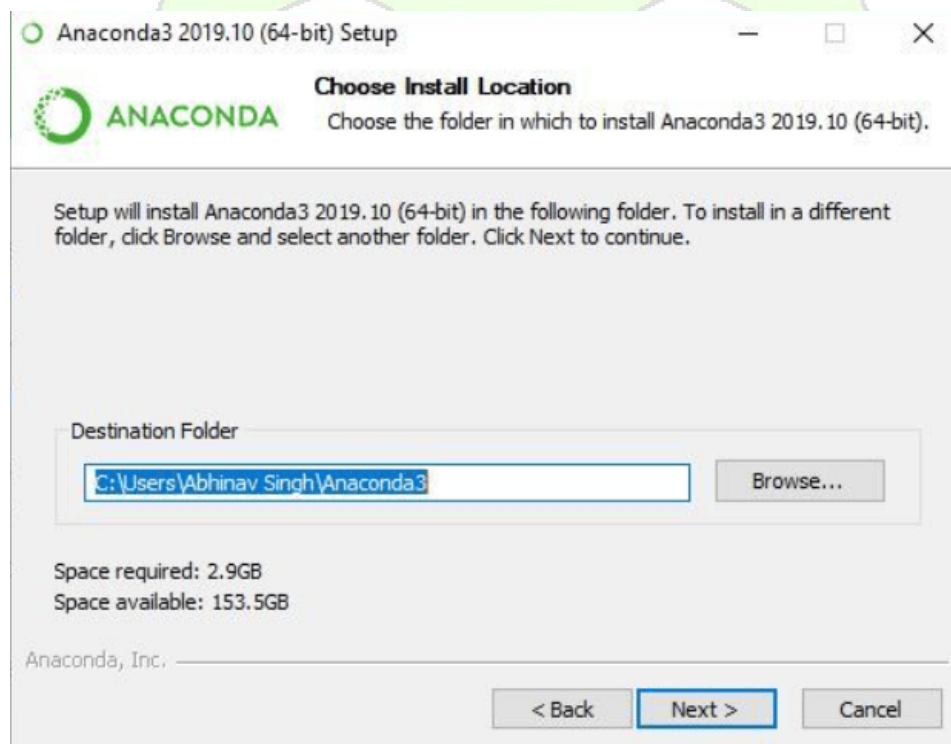 Anaconda3 2019.10 (64-bit) Setup
ANACONDA
Choose Install Location
Choose the folder in which to install Anaconda3 2019.10 (64-bit).
Setup will install Anaconda3 2019.10 (64-bit) in the following folder. To install in a different
folder, click Browse and select another folder. Click Next to continue.
Destination Folder
C:\Users\Abhinav Singh\Anaconda3
Browse...
Space required: 2.9GB
Space available: 153.5GB
Anaconda, Inc.
< Back
Next >
Cancel